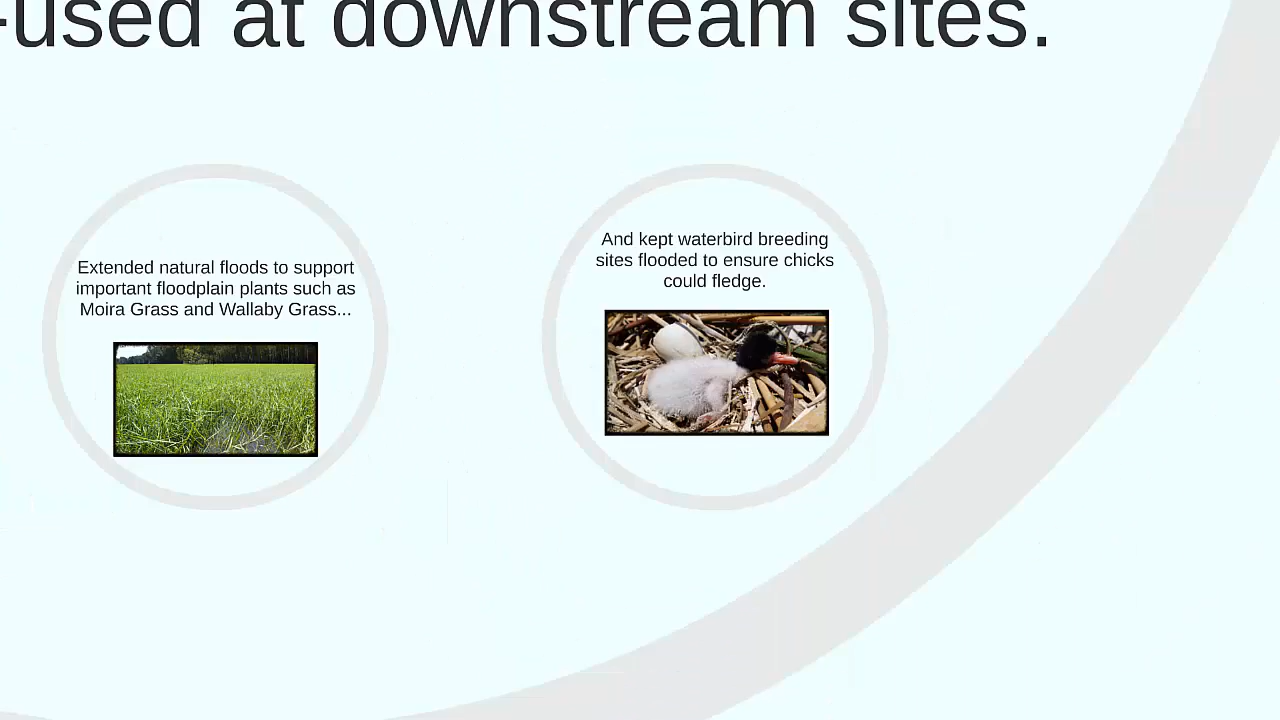 -used at downstream sites.
Extended natural floods to support
important floodplain plants such as
Moira Grass and Wallaby Grass...
And kept waterbird breeding
sites flooded to ensure chicks
could fledge.